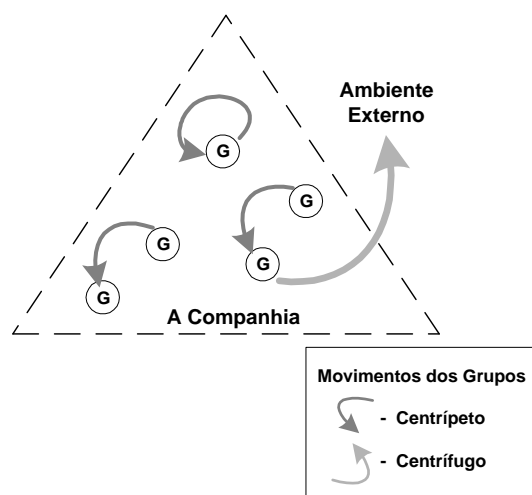 Ambiente
Externo
G
G
G
G
G
A Companhia
Movimentos dos Grupos
- Centrípeto
- Centrífugo